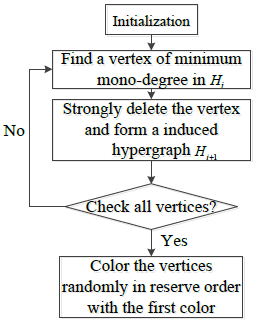 Initialization
Find a vertex of minimum
mono-degree in H_i
Strongly delete the vertex
and form a induced
hypergraph H_{i+1}
No
Check all vertices?
Yes
Color the vertices
randomly in reserve order
with the first color